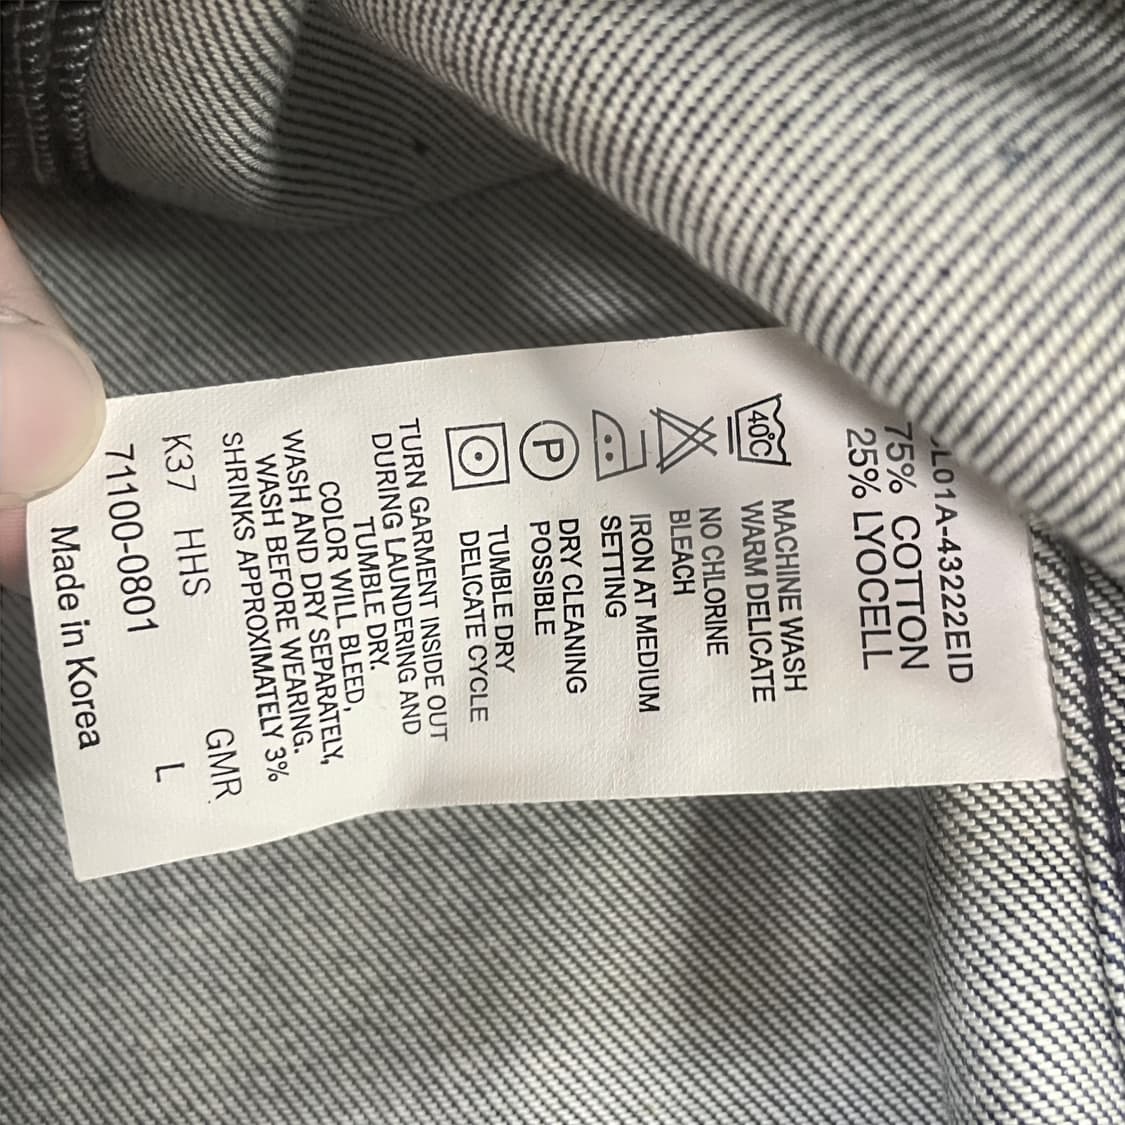 L01A-43222EID
75% COTTON
25% LYOCELL
40°C
MACHINE WASH
WARM DELICATE
NO CHLORINE
BLEACH
IRON AT MEDIUM
SETTING
P
DRY CLEANING
POSSIBLE
TUMBLE DRY
DELICATE CYCLE
TURN GARMENT INSIDE OUT
DURING LAUNDERING AND
TUMBLE DRY.
COLOR WILL BLEED,
WASH AND DRY SEPARATELY,
WASH BEFORE WEARING.
SHRINKS APPROXIMATELY 3%
GMR
K37 HHS L
71100-0801
Made in Korea